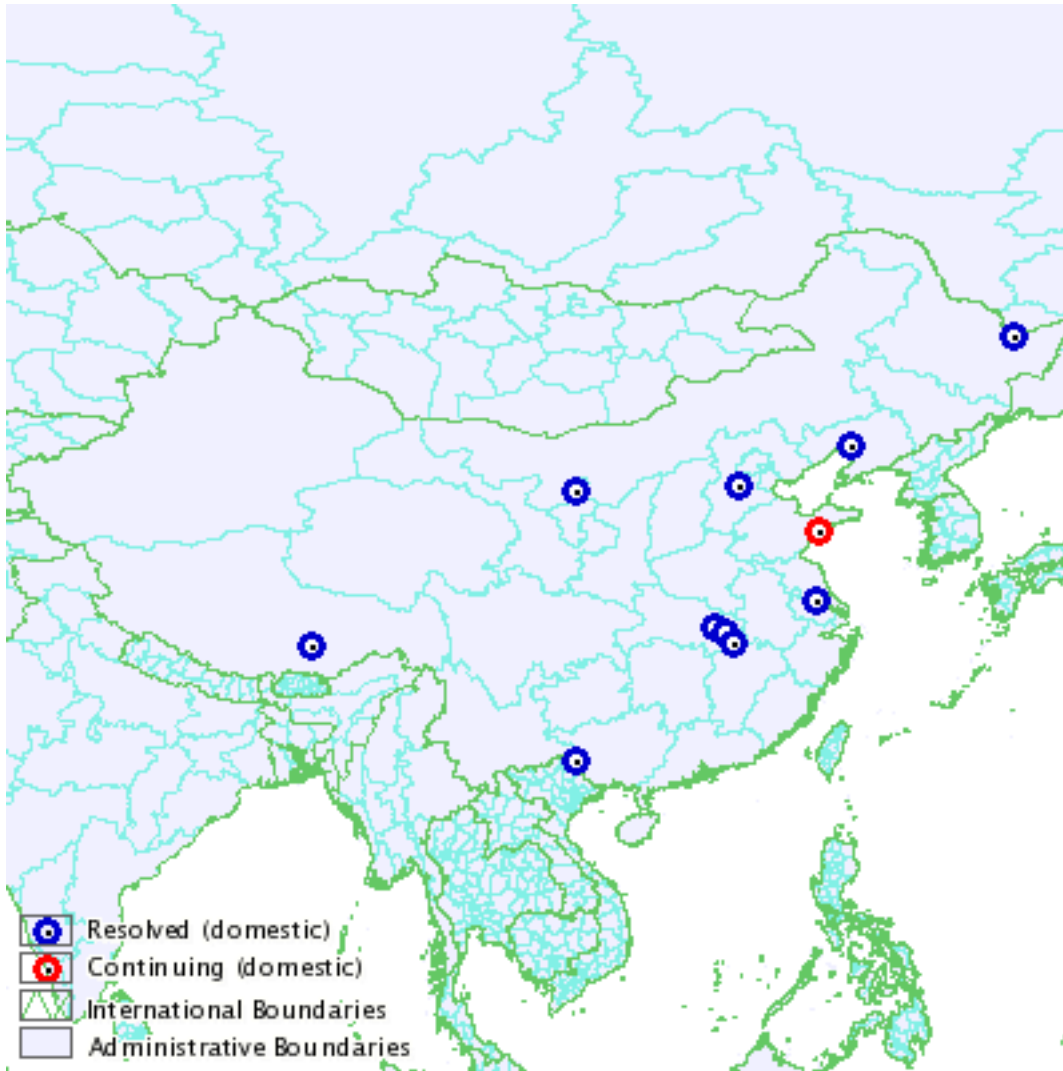 Resolved (domestic)
Continuing (domestic)
International Boundaries
Administrative Boundaries